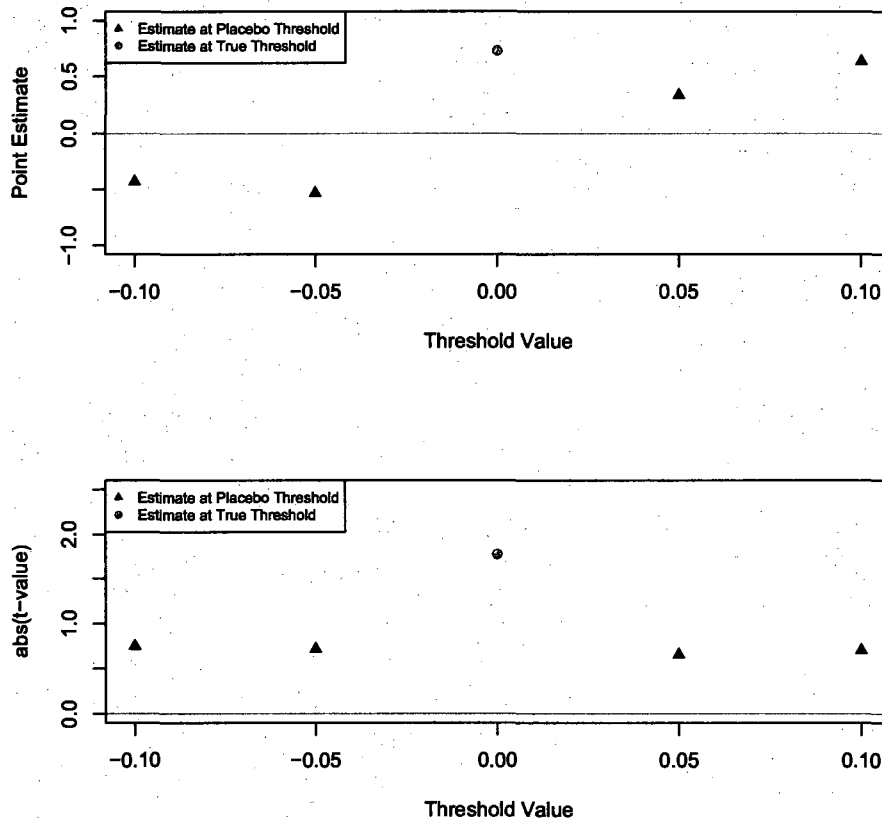 1.0
0.5
0.0
−1.0
Point Estimate
Estimate at Placebo Threshold
Estimate at True Threshold
−0.10 −0.05 0.00 0.05 0.10
Threshold Value
2.0
1.0
0.0
abs(t−value)
Estimate at Placebo Threshold
Estimate at True Threshold
−0.10 −0.05 0.00 0.05 0.10
Threshold Value